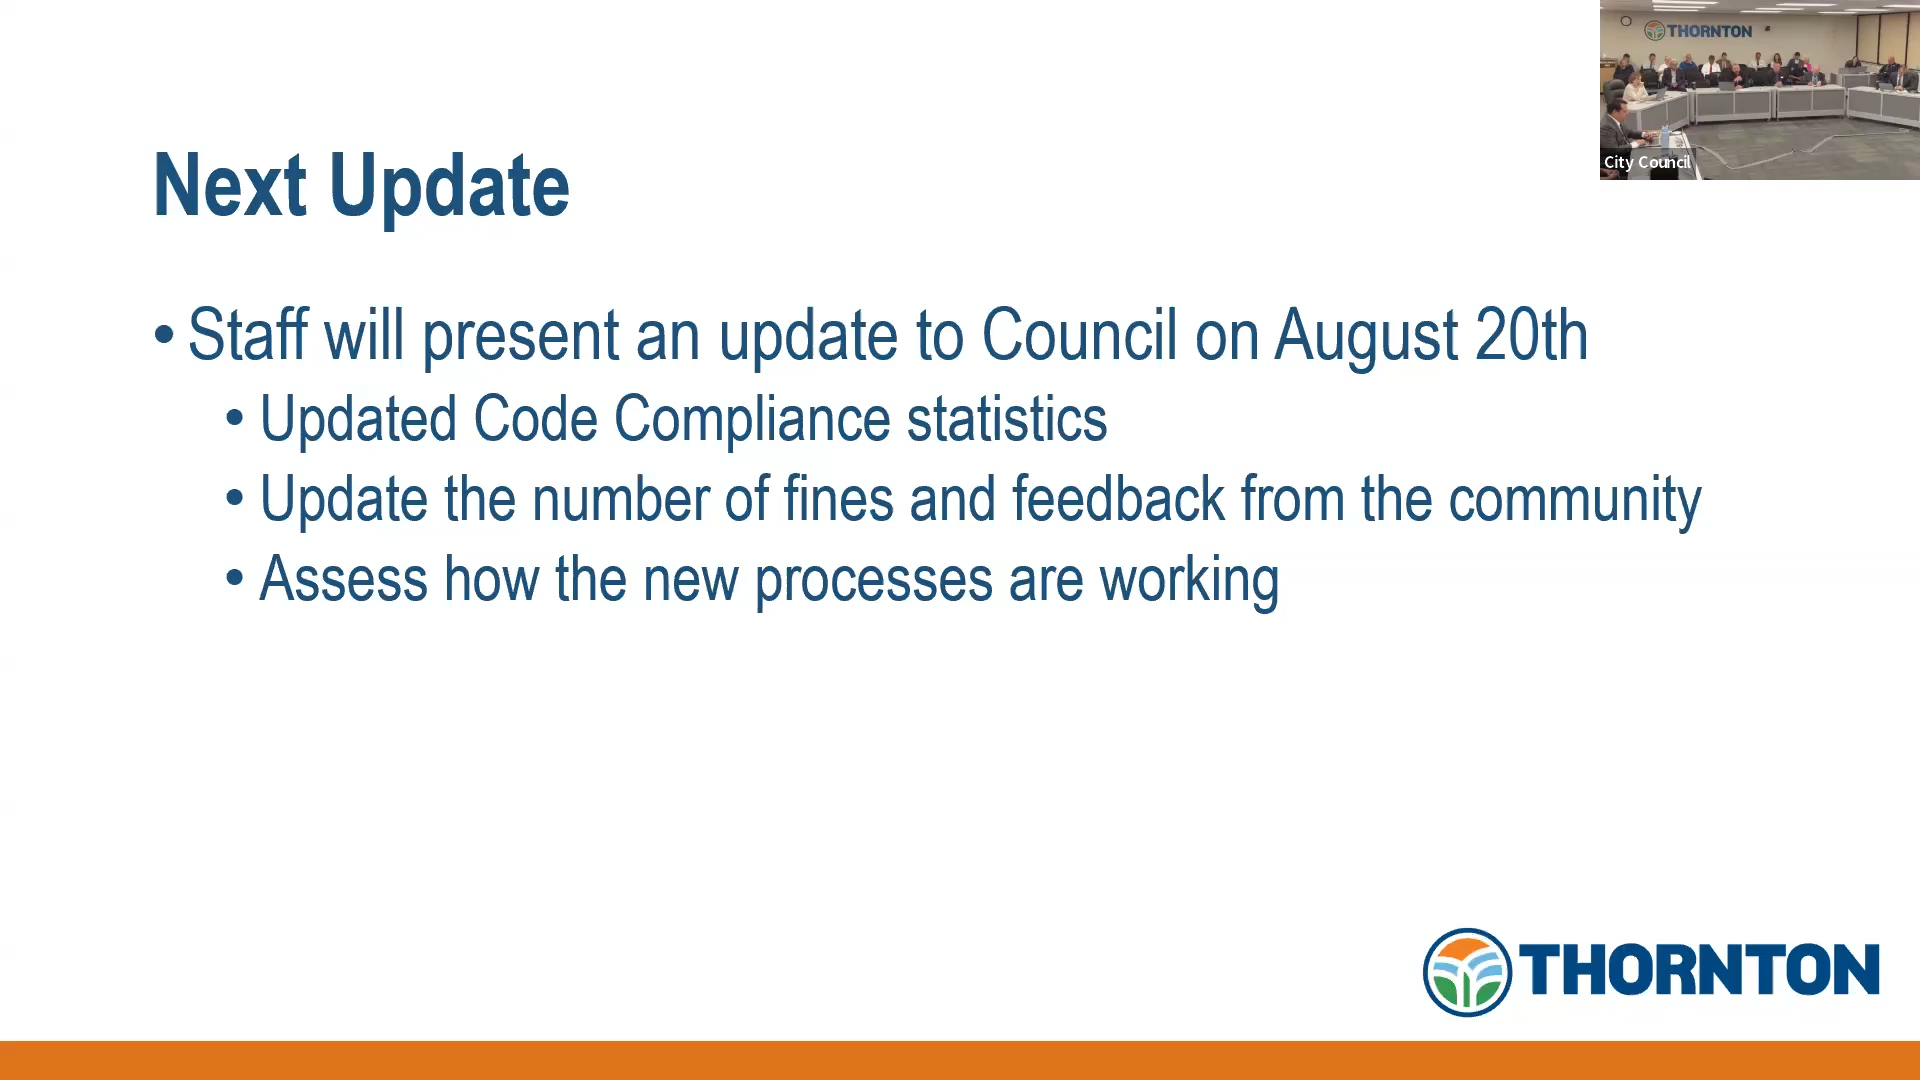 THORNTON
City Council
Next Update
• Staff will present an update to Council on August 20th
• Updated Code Compliance statistics
• Update the number of fines and feedback from the community
• Assess how the new processes are working
THORNTON